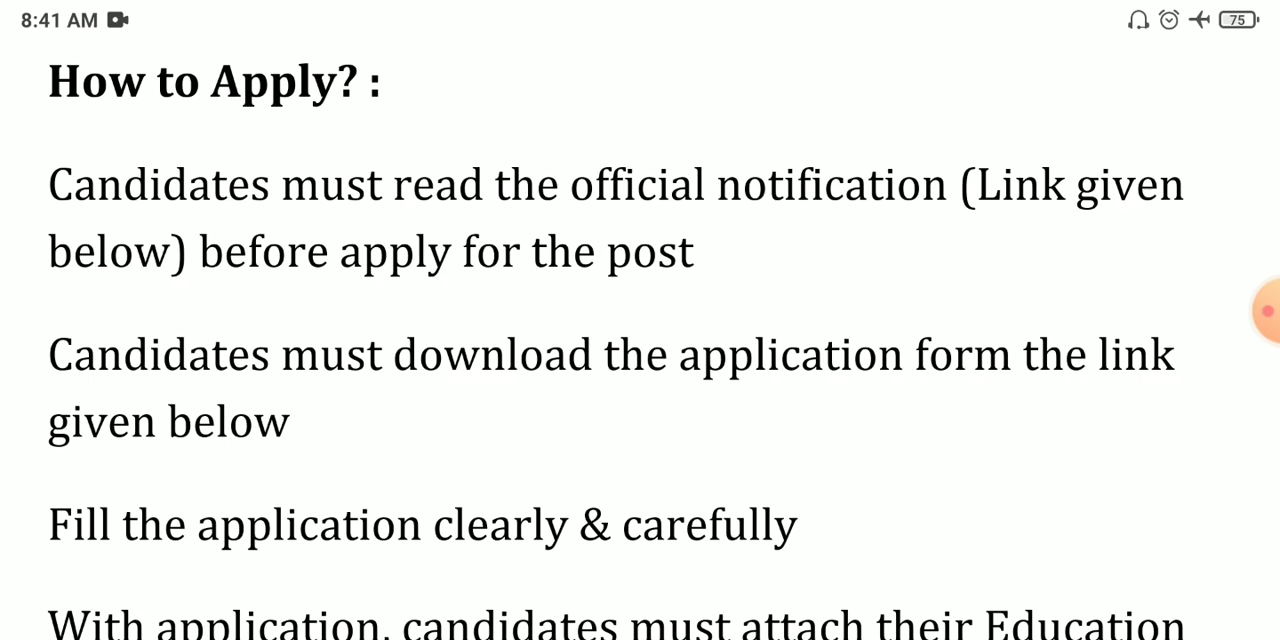 8:41 AM
75
How to Apply? :
Candidates must read the official notification (Link given
below) before apply for the post
Candidates must download the application form the link
given below
Fill the application clearly & carefully
With application, candidates must attach their Education